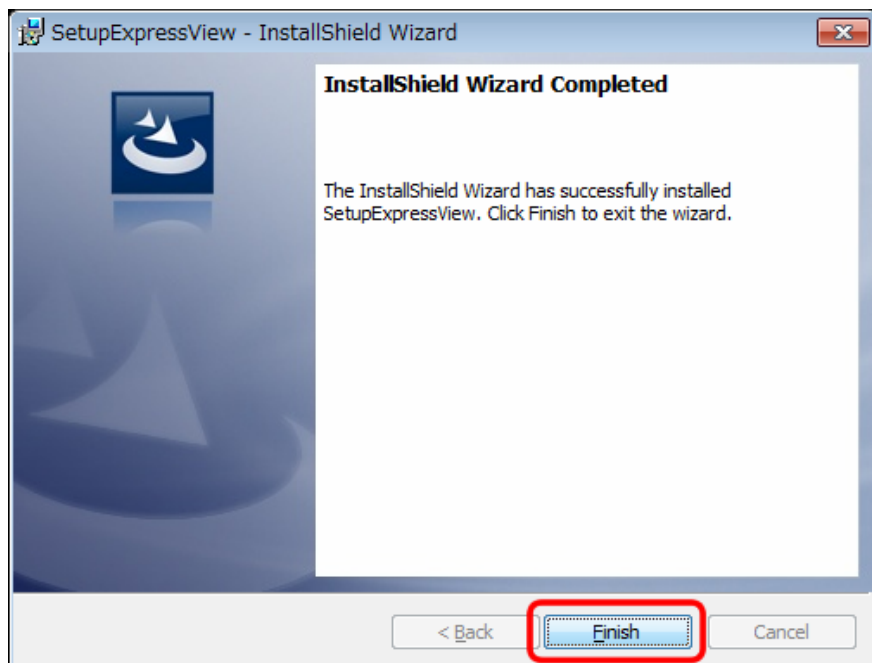 SetupExpressView - InstallShield Wizard
InstallShield Wizard Completed
The InstallShield Wizard has successfully installed
SetupExpressView. Click Finish to exit the wizard.
< Back
Finish
Cancel